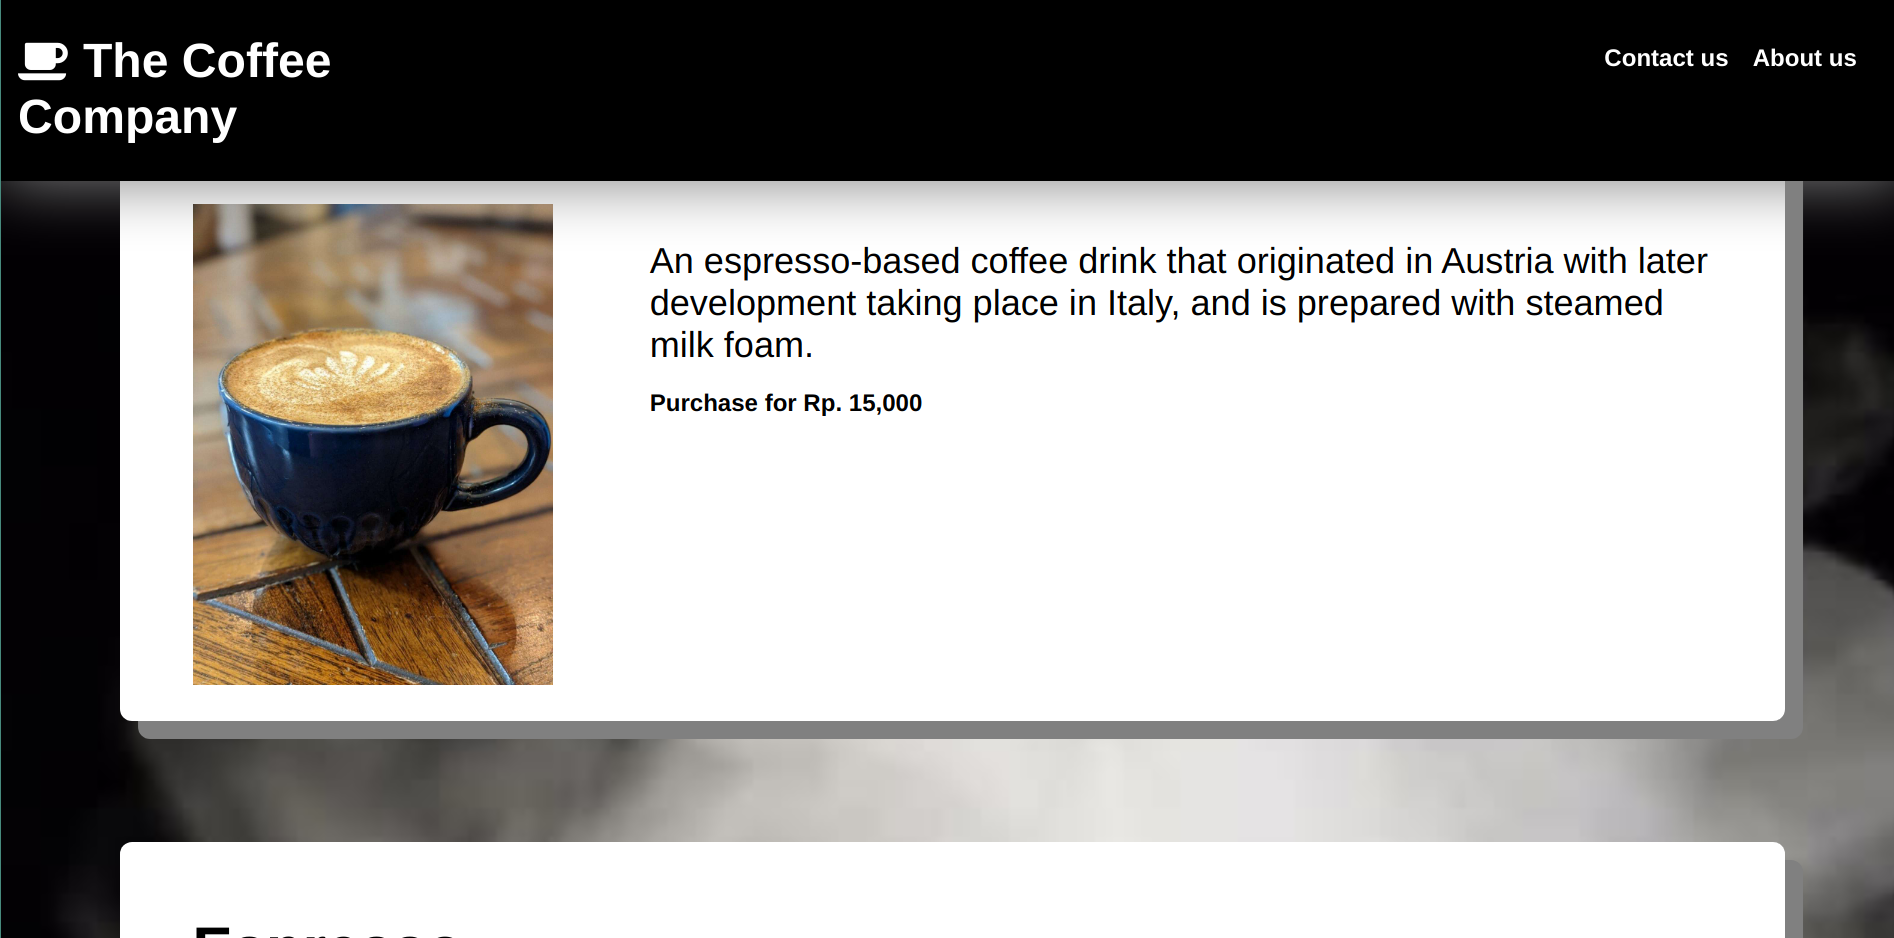 The Coffee
Company
Contact us About us
An espresso-based coffee drink that originated in Austria with later
development taking place in Italy, and is prepared with steamed
milk foam.
Purchase for Rp. 15,000